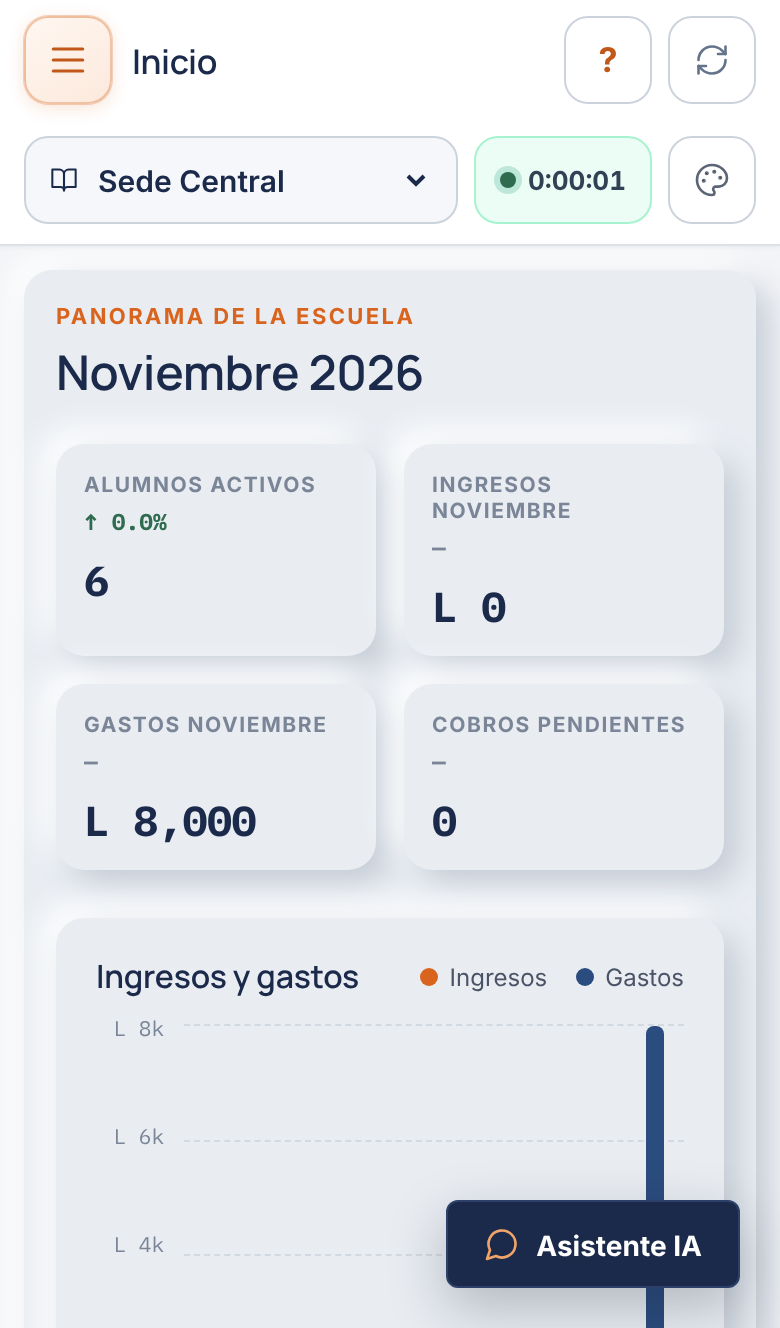 Inicio
?
Sede Central
0:00:01
PANORAMA DE LA ESCUELA
Noviembre 2026
ALUMNOS ACTIVOS
↑ 0.0%
6
INGRESOS
NOVIEMBRE
—
L 0
GASTOS NOVIEMBRE
—
L 8,000
COBROS PENDIENTES
—
0
Ingresos y gastos
Ingresos
Gastos
L 8k
L 6k
L 4k
Asistente IA